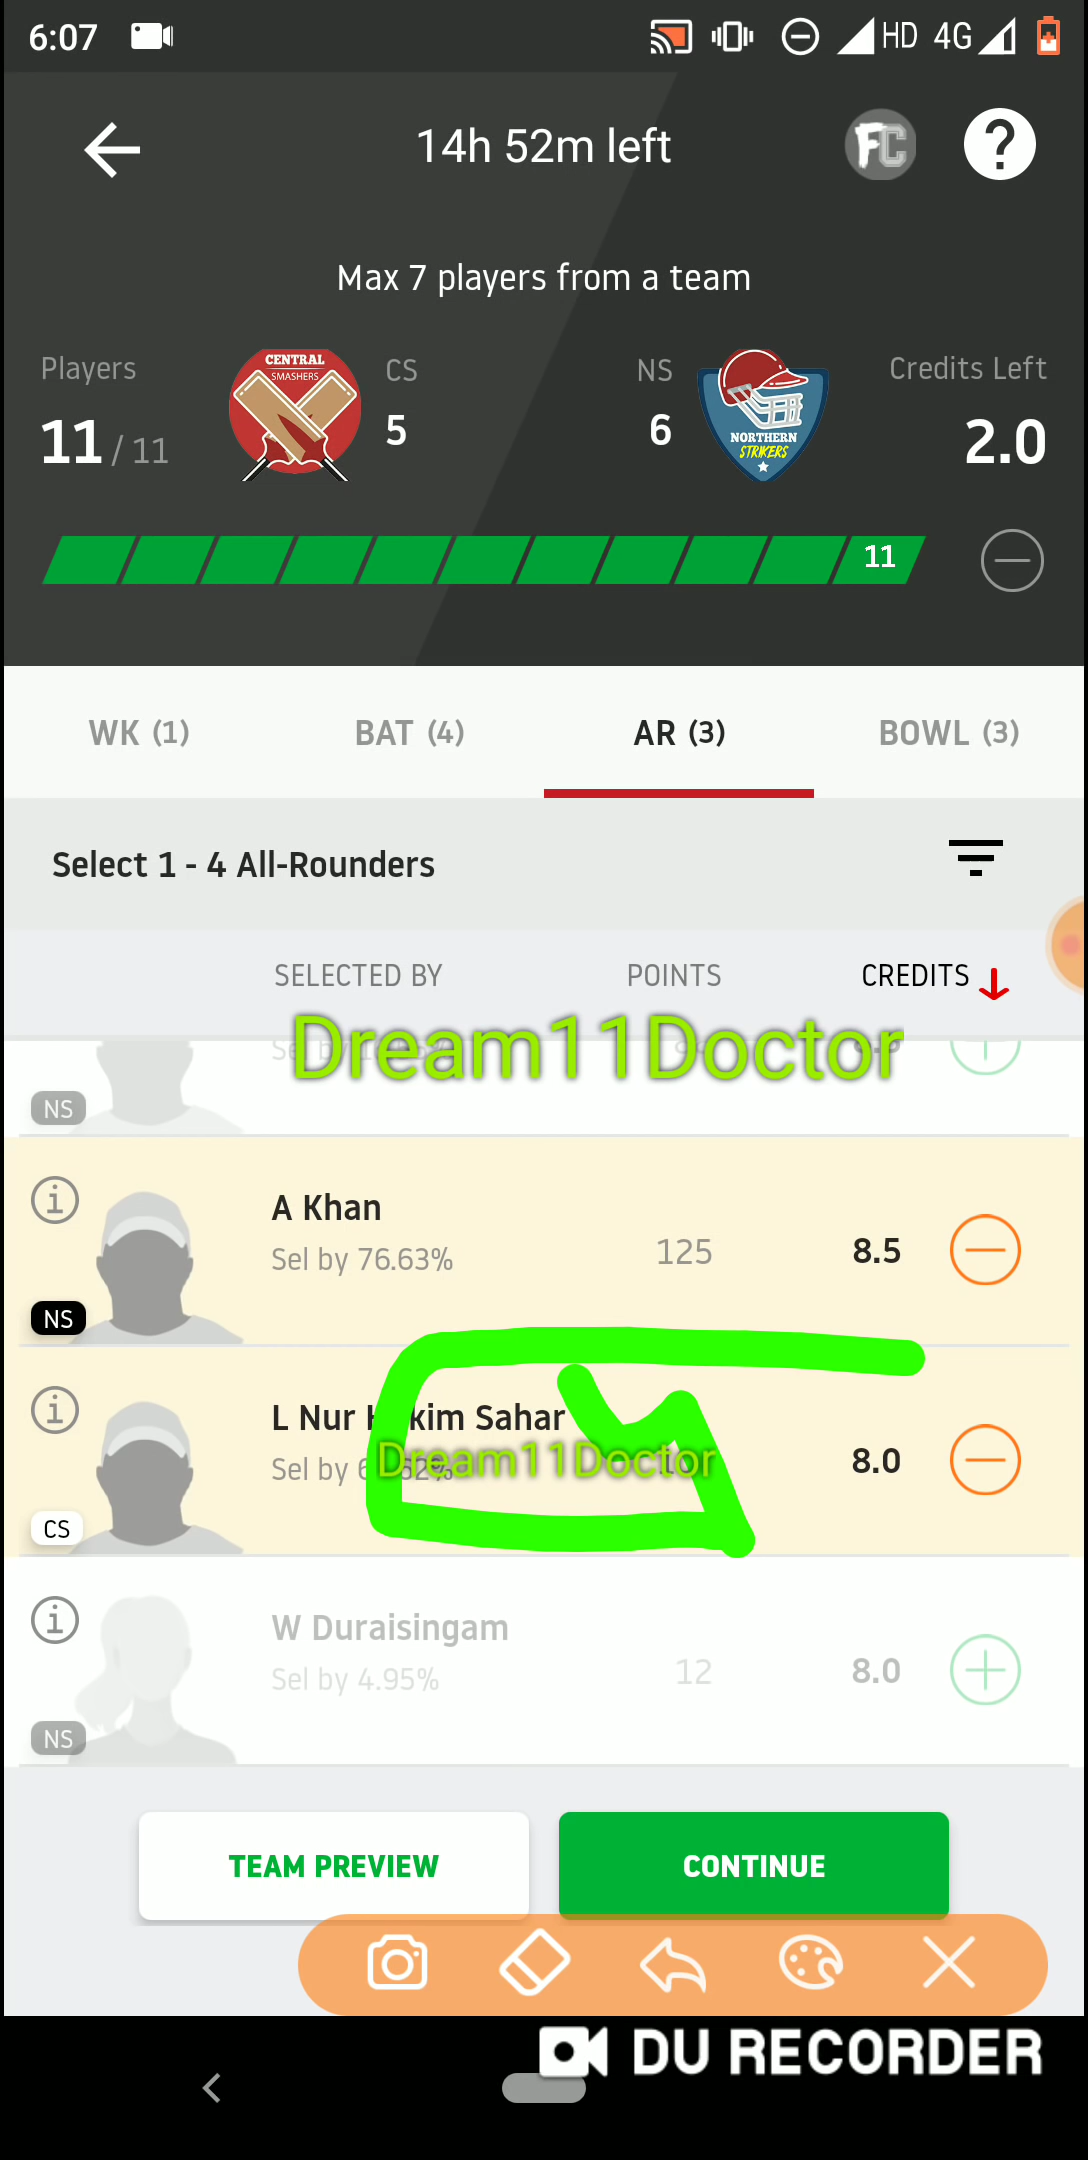 6:07 HD 4G
14h 52m left FC ?
Max 7 players from a team
Players CENTRAL SMASHERS CS NS Credits Left
11 / 11 5 6 NORTHERN STRIKERS 2.0
11
WK (1) BAT (4) AR (3) BOWL (3)
Select 1 - 4 All-Rounders
SELECTED BY POINTS CREDITS
Dream11Doctor
NS
A Khan
Sel by 76.63% 125 8.5
NS
L Nur Sahar
Sel by 8.0
Dream11Doctor
CS
W Duraisingam
Sel by 4.95% 12 8.0
NS
TEAM PREVIEW CONTINUE
DU RECORDER